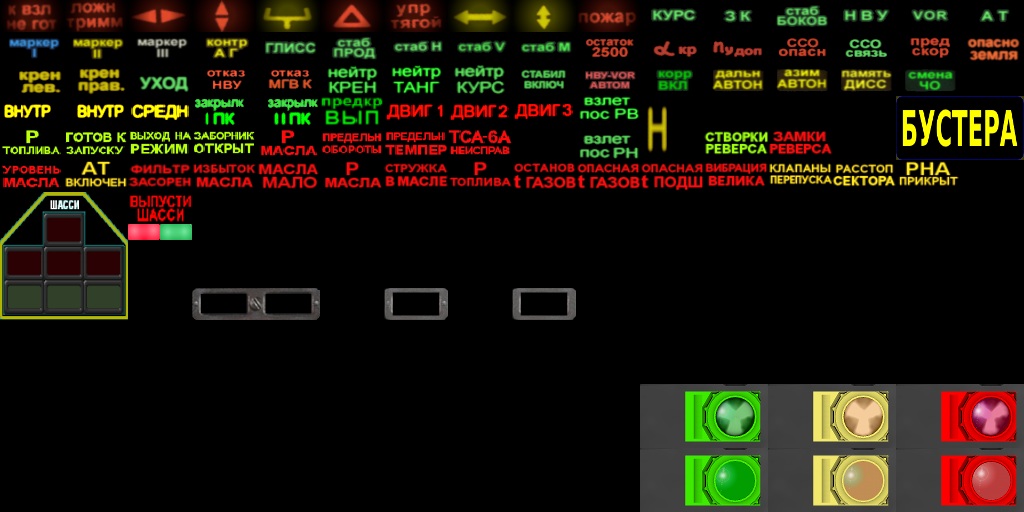 к взл
не гот
ложн
тримм
упр
тягой
пожар
КУРС
З К
стаб
БОКОВ
Н В У
VOR
А Т
маркер
I
маркер
II
маркер
III
контр
А Г
ГЛИСС
стаб
ПРОД
стаб Н
стаб V
стаб М
остаток
2500
α кр
nу доп
ССО
опасн
ССО
связь
пред
скор
опасно
земля
крен
лев.
крен
прав.
УХОД
отказ
НВУ
отказ
МГВ К
нейтр
КРЕН
нейтр
ТАНГ
нейтр
КУРС
СТАБИЛ
ВКЛЮЧ
НВУ-VOR
АВТОМ
корр
ВКЛ
дальн
АВТОН
азим
АВТОН
память
ДИСС
смена
ЧО
ВНУТР
ВНУТР
СРЕДН
закрылк
I ПК
закрылк
II ПК
предкр
ВЫП
ДВИГ 1
ДВИГ 2
ДВИГ 3
взлет
пос РВ
Н
БУСТЕРА
Р
ТОПЛИВА
ГОТОВ К
ЗАПУСКУ
ВЫХОД НА
РЕЖИМ
ЗАБОРНИК
ОТКРЫТ
Р
МАСЛА
ПРЕДЕЛЬН
ОБОРОТЫ
ПРЕДЕЛЬН
ТЕМПЕР
ТСА-6А
НЕИСПРАВ
взлет
пос РН
СТВОРКИ
РЕВЕРСА
ЗАМКИ
РЕВЕРСА
УРОВЕНЬ
МАСЛА
АТ
ВКЛЮЧЕН
ФИЛЬТР
ЗАСОРЕН
ИЗБЫТОК
МАСЛА
МАСЛА
МАЛО
Р
МАСЛА
СТРУЖКА
В МАСЛЕ
Р
ТОПЛИВА
ОСТАНОВ
t ГАЗОВ
ОПАСНАЯ
t ГАЗОВ
ОПАСНАЯ
t ПОДШ
ВИБРАЦИЯ
ВЕЛИКА
КЛАПАНЫ
ПЕРЕПУСКА
РАССТОП
СЕКТОРА
РНА
ПРИКРЫТ
ШАССИ
ВЫПУСТИ
ШАССИ